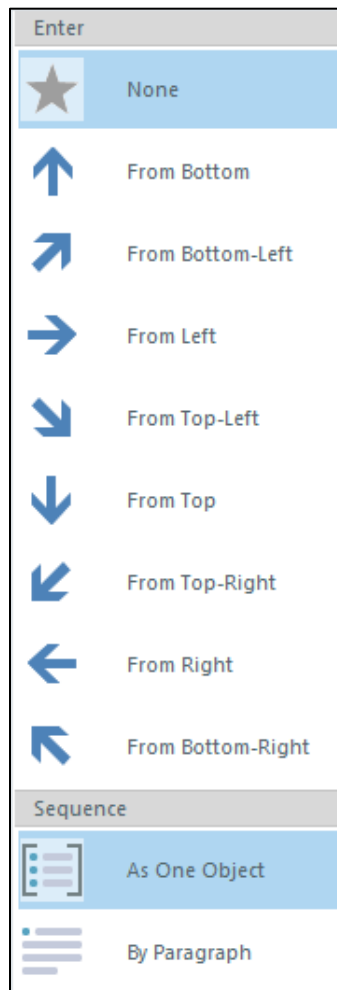 Enter
None
From Bottom
From Bottom-Left
From Left
From Top-Left
From Top
From Top-Right
From Right
From Bottom-Right
Sequence
As One Object
By Paragraph